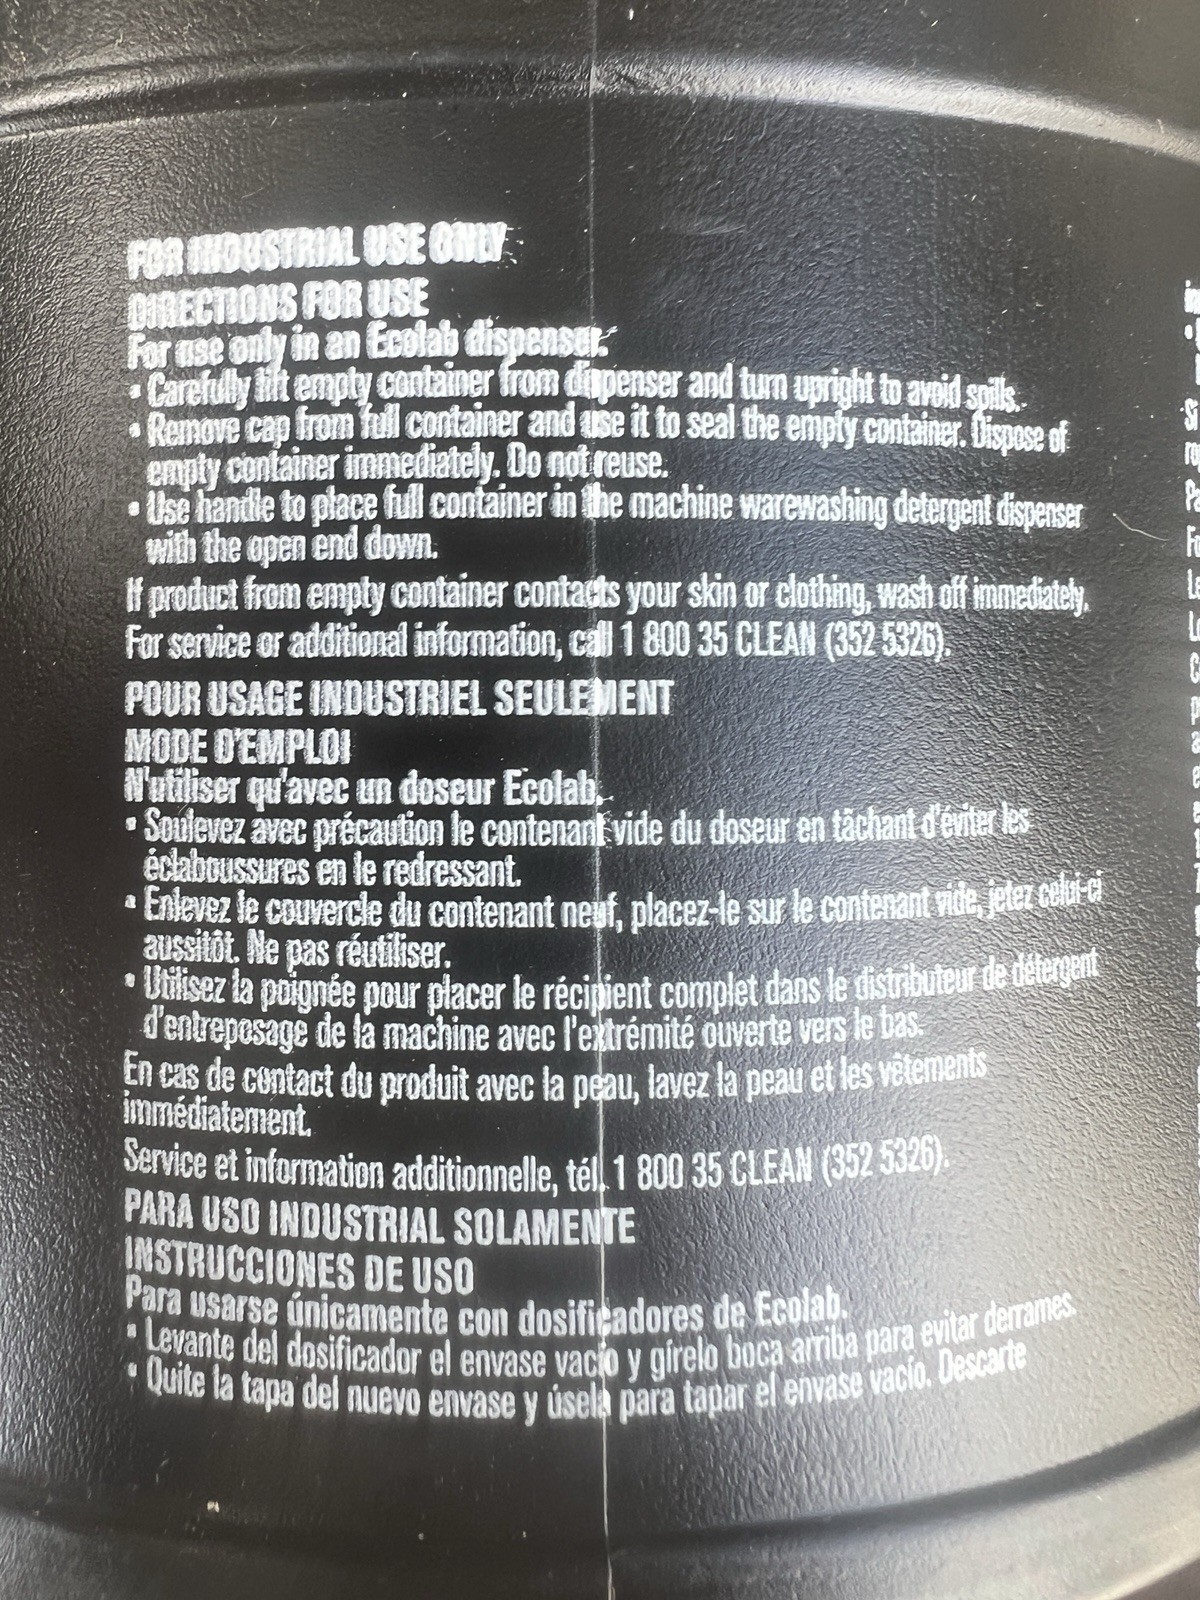 FOR INDUSTRIAL USE ONLY
DIRECTIONS FOR USE
For use only in an Ecolab dispenser.
• Carefully lift empty container from dispenser and turn upright to avoid spills.
• Remove cap from full container and use it to seal the empty container. Dispose of
empty container immediately. Do not reuse.
• Use handle to place full container in the machine warewashing detergent dispenser
with the open end down.
If product from empty container contacts your skin or clothing, wash off immediately.
For service or additional information, call 1 800 35 CLEAN (352 5326).
POUR USAGE INDUSTRIEL SEULEMENT
MODE D'EMPLOI
N'utiliser qu'avec un doseur Ecolab.
• Soulevez avec précaution le contenant vide du doseur en tâchant d'éviter les
éclaboussures en le redressant.
• Enlevez le couvercle du contenant neuf, placez-le sur le contenant vide, jetez celui-ci
aussitôt. Ne pas réutiliser.
• Utilisez la poignée pour placer le récipient complet dans le distributeur de détergent
d'entreposage de la machine avec l'extrémité ouverte vers le bas.
En cas de contact du produit avec la peau, lavez la peau et les vêtements
immédiatement.
Service et information additionnelle, tél. 1 800 35 CLEAN (352 5326).
PARA USO INDUSTRIAL SOLAMENTE
INSTRUCCIONES DE USO
Para usarse únicamente con dosificadores de Ecolab.
• Levante del dosificador el envase vacío y gírelo boca arriba para evitar derrames.
• Quite la tapa del nuevo envase y úsela para tapar el envase vacío. Descarte